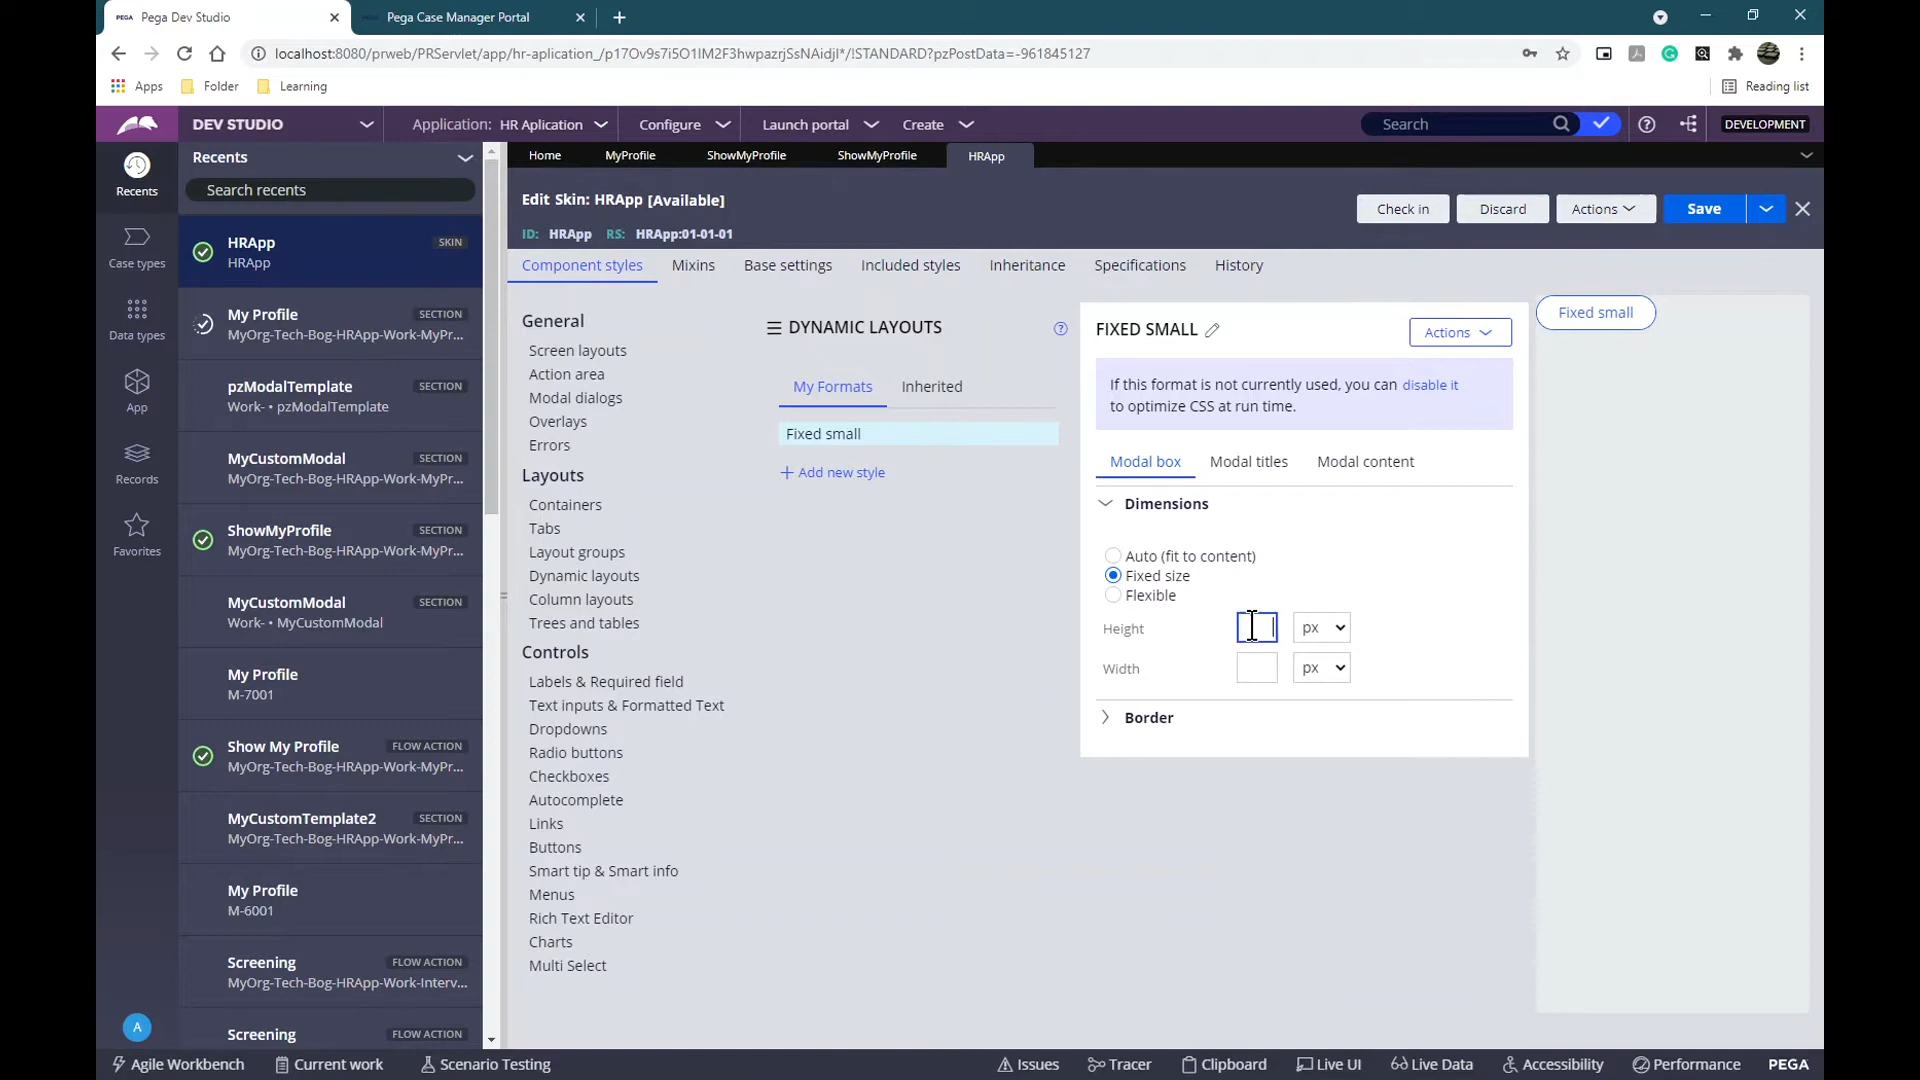 PEGA Pega Dev Studio
PEGA Pega Case Manager Portal
localhost:8080/prweb/PRServlet/app/hr-aplication_/p17Ov9s7i5O1IM2F3hwpazrjSsNAidjI*/!STANDARD?pzPostData=-961845127
Apps Folder Learning Reading list
DEV STUDIO Application: HR Aplication Configure Launch portal Create Search DEVELOPMENT
Recents
Case types
Data types
App
Records
Favorites
A
Recents
Search recents
HRApp SKIN
HRApp
My Profile SECTION
MyOrg-Tech-Bog-HRApp-Work-MyPr...
pzModalTemplate SECTION
Work- • pzModalTemplate
MyCustomModal SECTION
MyOrg-Tech-Bog-HRApp-Work-MyPr...
ShowMyProfile SECTION
MyOrg-Tech-Bog-HRApp-Work-MyPr...
MyCustomModal SECTION
Work- • MyCustomModal
My Profile
M-7001
Show My Profile FLOW ACTION
MyOrg-Tech-Bog-HRApp-Work-MyPr...
MyCustomTemplate2 SECTION
MyOrg-Tech-Bog-HRApp-Work-MyPr...
My Profile
M-6001
Screening FLOW ACTION
MyOrg-Tech-Bog-HRApp-Work-Interv...
Screening FLOW ACTION
Home MyProfile ShowMyProfile ShowMyProfile HRApp
Edit Skin: HRApp [Available]
ID: HRApp RS: HRApp:01-01-01
Check in Discard Actions Save
Component styles Mixins Base settings Included styles Inheritance Specifications History
General
Screen layouts
Action area
Modal dialogs
Overlays
Errors
Layouts
Containers
Tabs
Layout groups
Dynamic layouts
Column layouts
Trees and tables
Controls
Labels & Required field
Text inputs & Formatted Text
Dropdowns
Radio buttons
Checkboxes
Autocomplete
Links
Buttons
Smart tip & Smart info
Menus
Rich Text Editor
Charts
Multi Select
DYNAMIC LAYOUTS
My Formats Inherited
Fixed small
+ Add new style
FIXED SMALL Actions
If this format is not currently used, you can disable it
to optimize CSS at run time.
Modal box Modal titles Modal content
Dimensions
Auto (fit to content)
Fixed size
Flexible
Height px
Width px
Border
Fixed small
Agile Workbench Current work Scenario Testing Issues Tracer Clipboard Live UI Live Data Accessibility Performance PEGA